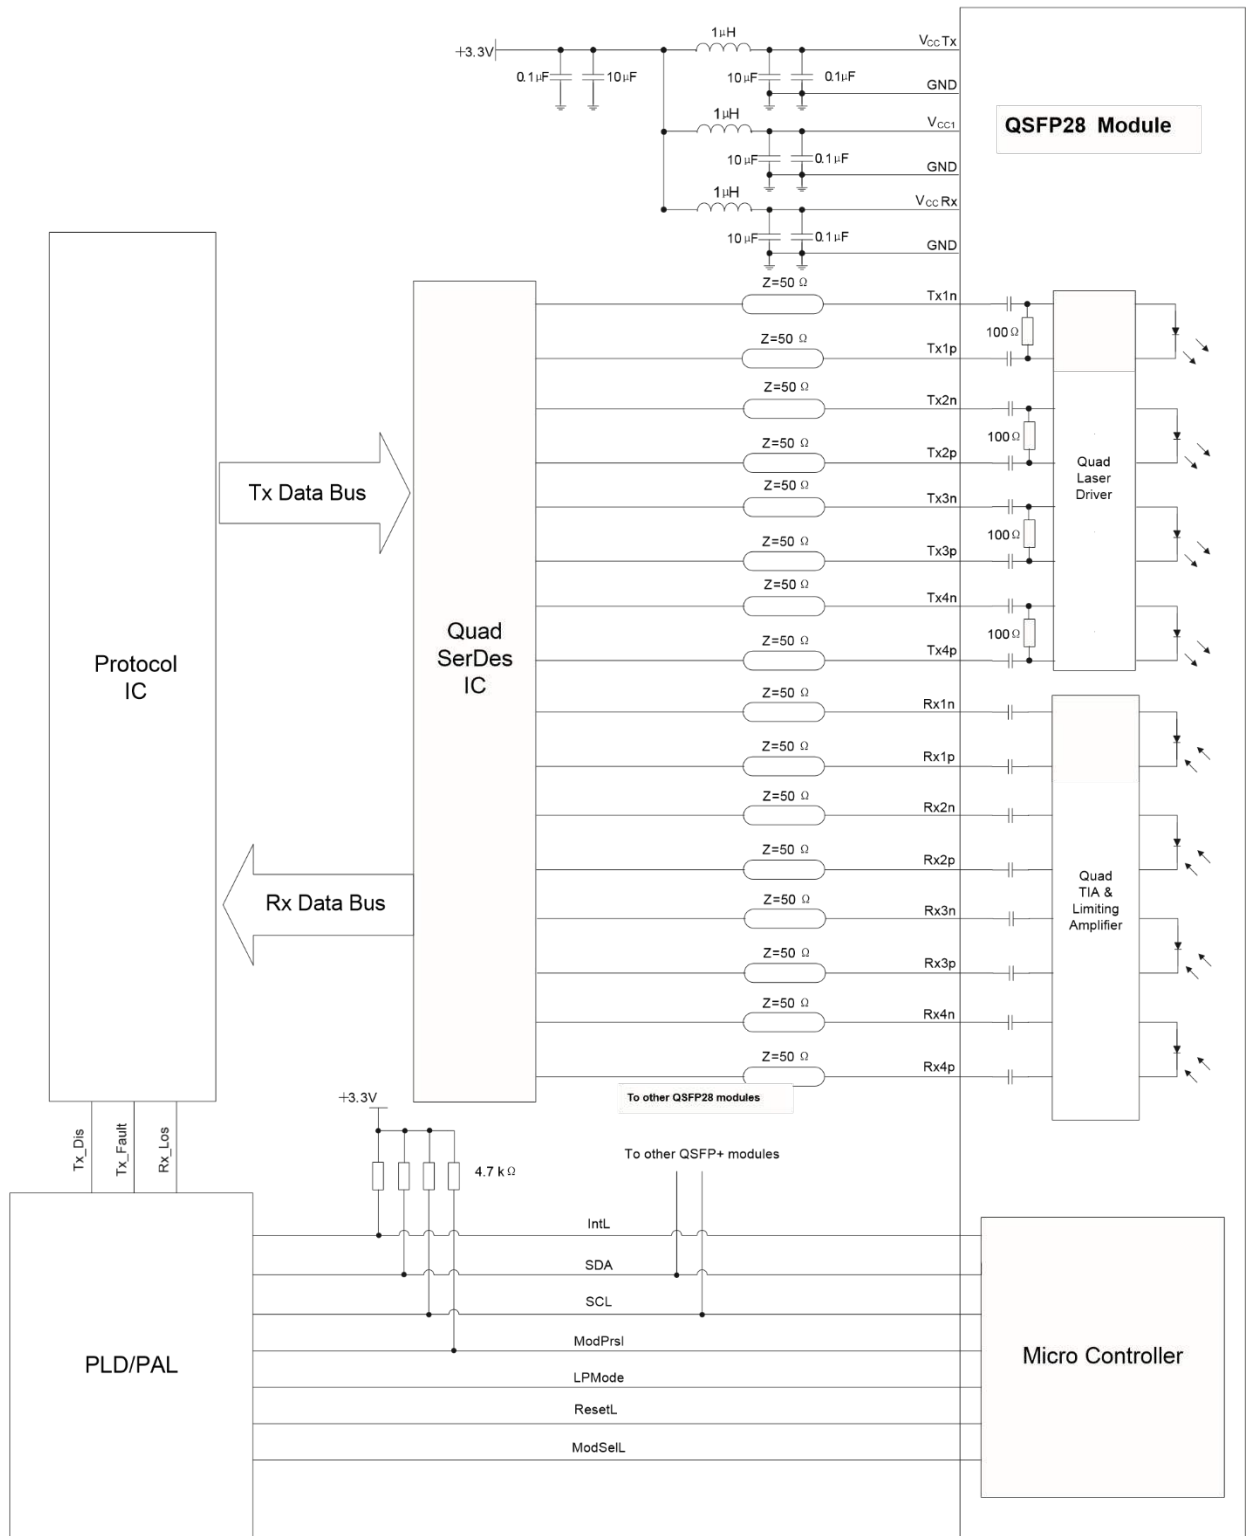 1μH
+3.3V
VCC Tx
0.1μF
10μF
10μF
0.1μF
GND
1μH
VCC1
QSFP28 Module
10μF
0.1μF
GND
1μH
VCC Rx
10μF
0.1μF
GND
Z=50 Ω
Tx1n
100Ω
Z=50 Ω
Tx1p
Z=50 Ω
Tx2n
100Ω
Z=50 Ω
Tx2p
Z=50 Ω
Tx3n
100Ω
Z=50 Ω
Tx3p
Z=50 Ω
Tx4n
100Ω
Z=50 Ω
Tx4p
Quad
Laser
Driver
Tx Data Bus
Protocol
IC
Quad
SerDes
IC
Z=50 Ω
Rx1n
Z=50 Ω
Rx1p
Z=50 Ω
Rx2n
Z=50 Ω
Rx2p
Z=50 Ω
Rx3n
Z=50 Ω
Rx3p
Z=50 Ω
Rx4n
Z=50 Ω
Rx4p
Quad
TIA &
Limiting
Amplifier
Rx Data Bus
To other QSFP28 modules
+3.3V
Tx_Dis
Tx_Fault
Rx_Los
To other QSFP+ modules
4.7 kΩ
IntL
SDA
SCL
ModPrsl
LPMode
ResetL
ModSelL
PLD/PAL
Micro Controller